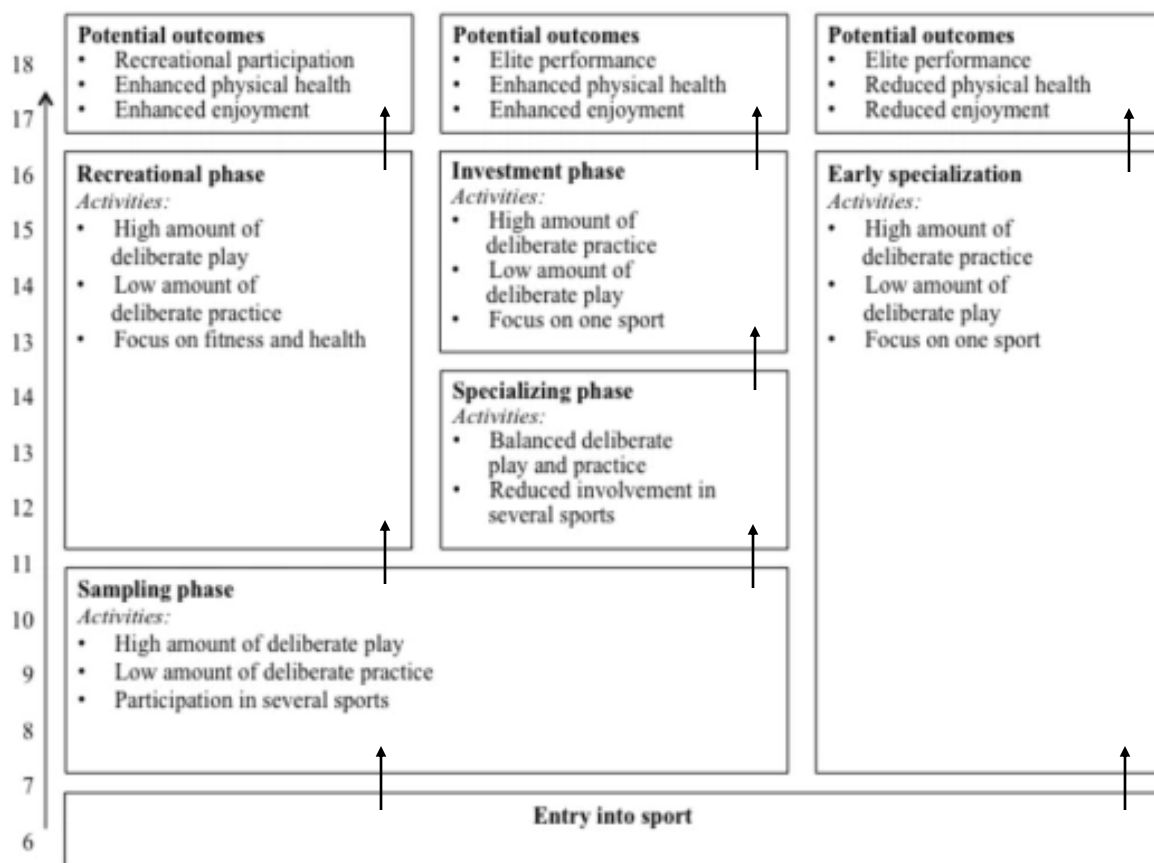 Potential outcomes
• Recreational participation
• Enhanced physical health
• Enhanced enjoyment
Potential outcomes
• Elite performance
• Enhanced physical health
• Enhanced enjoyment
Potential outcomes
• Elite performance
• Reduced physical health
• Reduced enjoyment
18
17
16
15
14
13
14
13
12
11
10
9
8
7
6
Recreational phase
Activities:
• High amount of
deliberate play
• Low amount of
deliberate practice
• Focus on fitness and health
Investment phase
Activities:
• High amount of
deliberate practice
• Low amount of
deliberate play
• Focus on one sport
Early specialization
Activities:
• High amount of
deliberate practice
• Low amount of
deliberate play
• Focus on one sport
Specializing phase
Activities:
• Balanced deliberate
play and practice
• Reduced involvement in
several sports
Sampling phase
Activities:
• High amount of deliberate play
• Low amount of deliberate practice
• Participation in several sports
Entry into sport